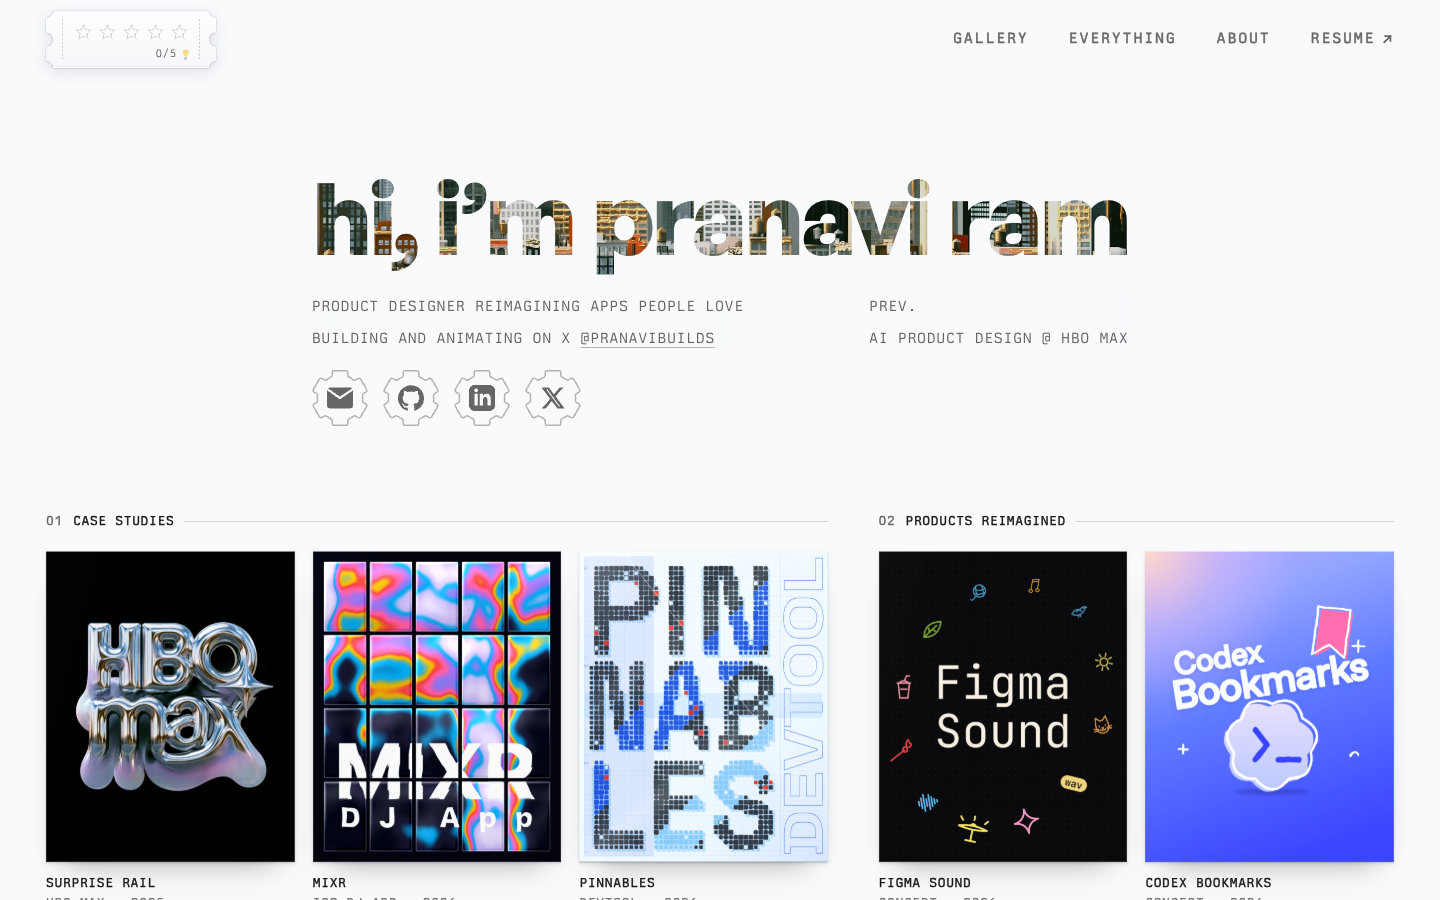 0/5
GALLERY EVERYTHING ABOUT RESUME ↗
hi, i’m pranavi ram
PRODUCT DESIGNER REIMAGINING APPS PEOPLE LOVE
BUILDING AND ANIMATING ON X @PRANAVIBUILDS
PREV.
AI PRODUCT DESIGN @ HBO MAX
in
01 CASE STUDIES
HBO
max
SURPRISE RAIL
MIXR
DJ App
MIXR
PIN
NAB
LES
DEVTOOL
PINNABLES
02 PRODUCTS REIMAGINED
Figma
Sound
wav
FIGMA SOUND
Codex
Bookmarks
CODEX BOOKMARKS